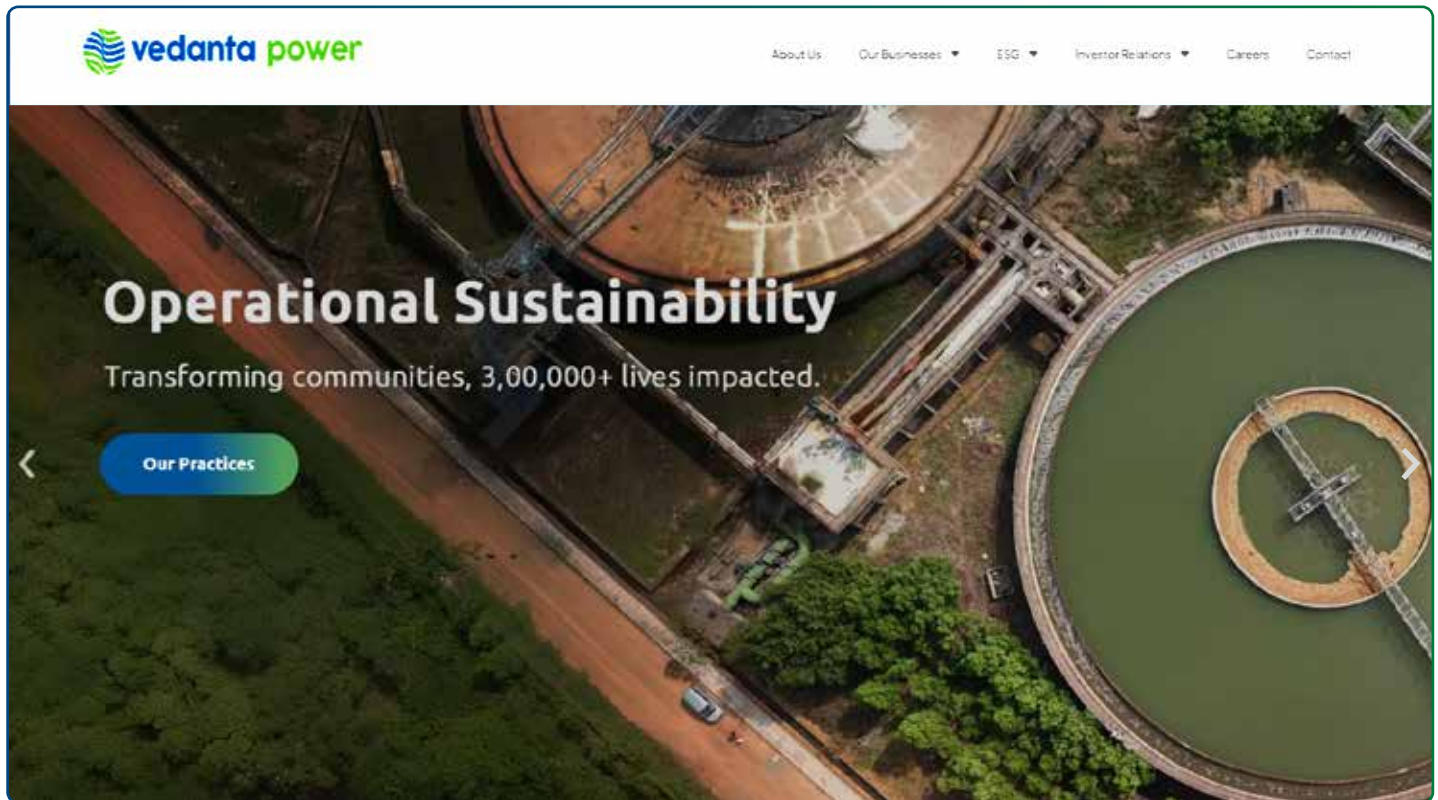 vedanta power
About Us Our Businesses ESG Investor Relations Careers Contact
Operational Sustainability
Transforming communities, 3,00,000+ lives impacted.
Our Practices